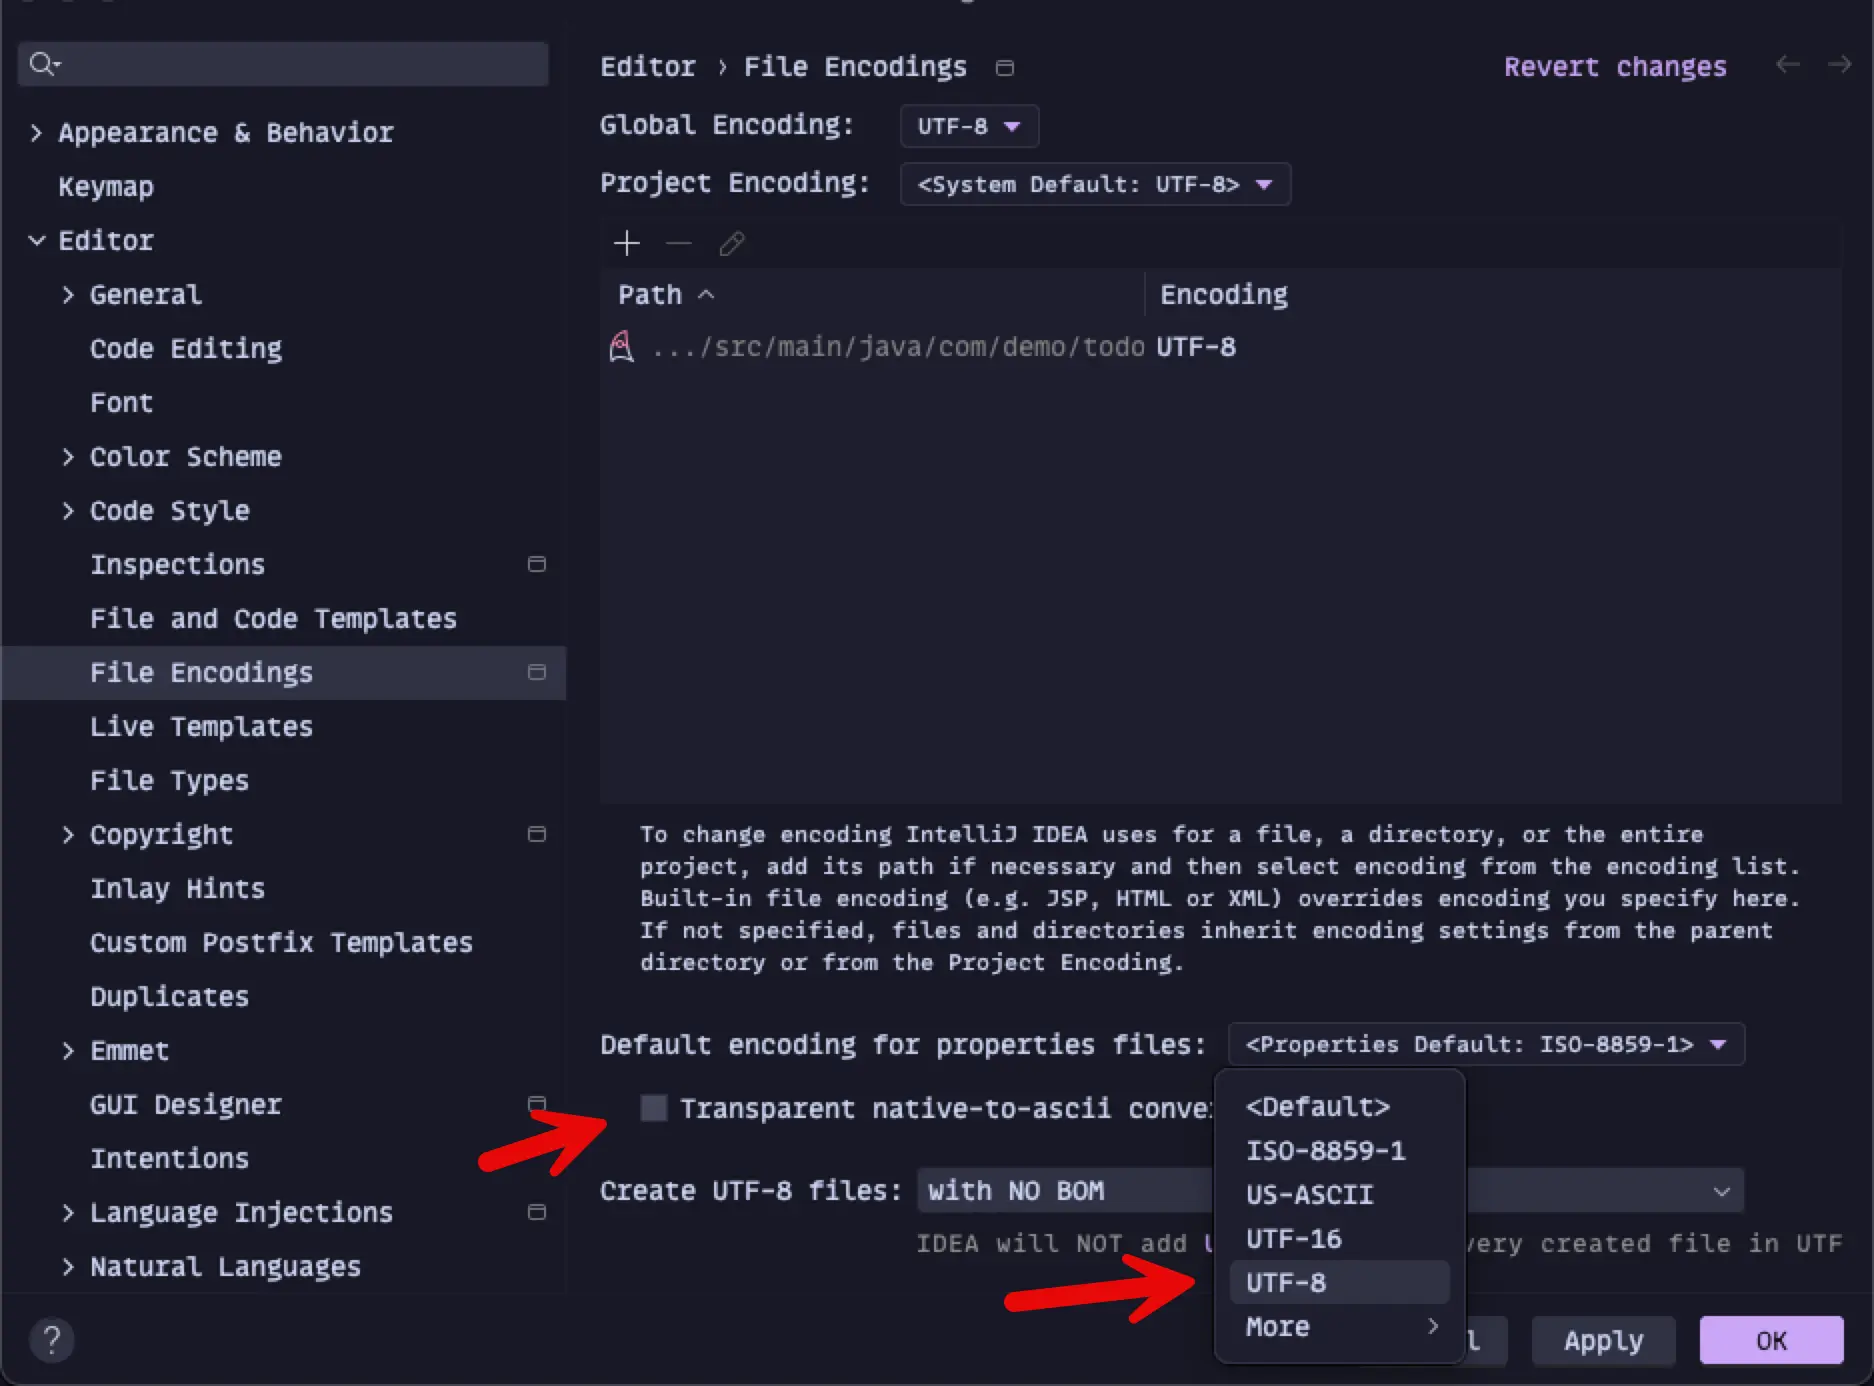 Appearance & Behavior
Keymap
Editor
General
Code Editing
Font
Color Scheme
Code Style
Inspections
File and Code Templates
File Encodings
Live Templates
File Types
Copyright
Inlay Hints
Custom Postfix Templates
Duplicates
Emmet
GUI Designer
Intentions
Language Injections
Natural Languages
?
Editor › File Encodings
Revert changes
Global Encoding: UTF-8
Project Encoding: <System Default: UTF-8>
Path Encoding
.../src/main/java/com/demo/todo UTF-8
To change encoding IntelliJ IDEA uses for a file, a directory, or the entire
project, add its path if necessary and then select encoding from the encoding list.
Built-in file encoding (e.g. JSP, HTML or XML) overrides encoding you specify here.
If not specified, files and directories inherit encoding settings from the parent
directory or from the Project Encoding.
Default encoding for properties files: <Properties Default: ISO-8859-1>
Transparent native-to-ascii
Create UTF-8 files: with NO BOM
IDEA will NOT add created file in UTF
<Default>
ISO-8859-1
US-ASCII
UTF-16
UTF-8
More
Apply
OK